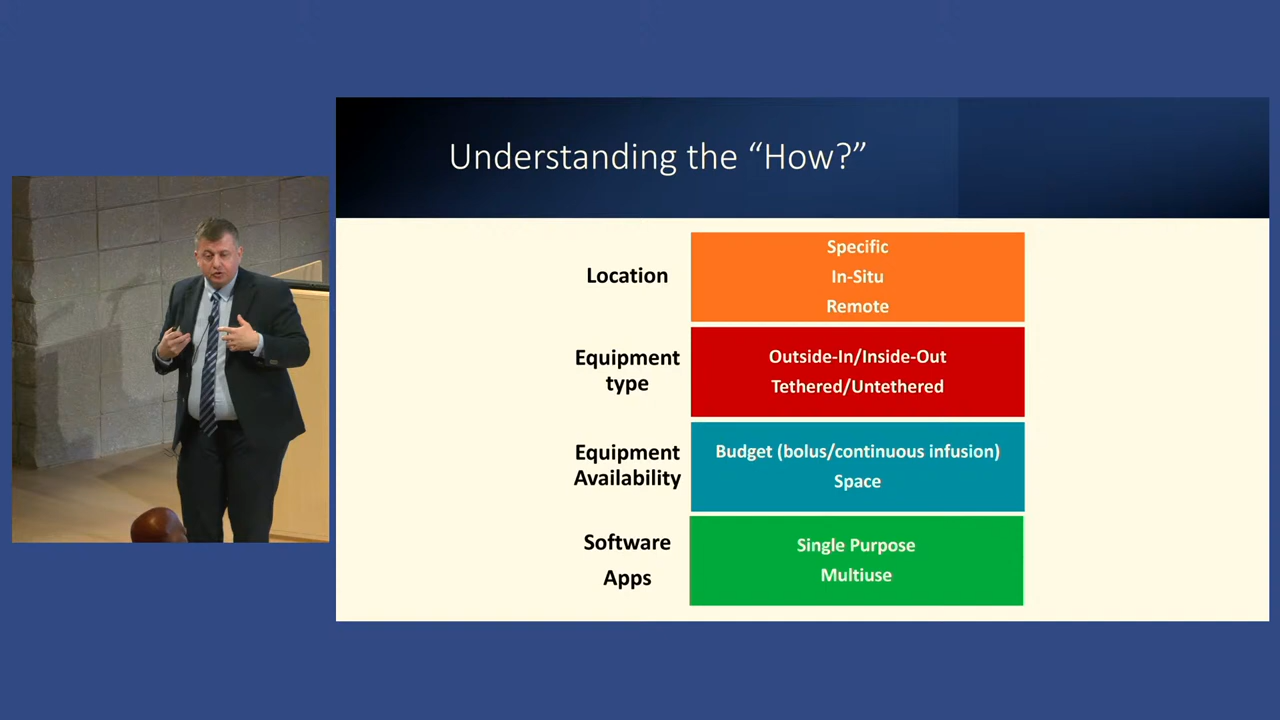 Understanding the “How?”
Location
Specific
In-Situ
Remote
Equipment
type
Outside-In/Inside-Out
Tethered/Untethered
Equipment
Availability
Budget (bolus/continuous infusion)
Space
Software
Apps
Single Purpose
Multiuse